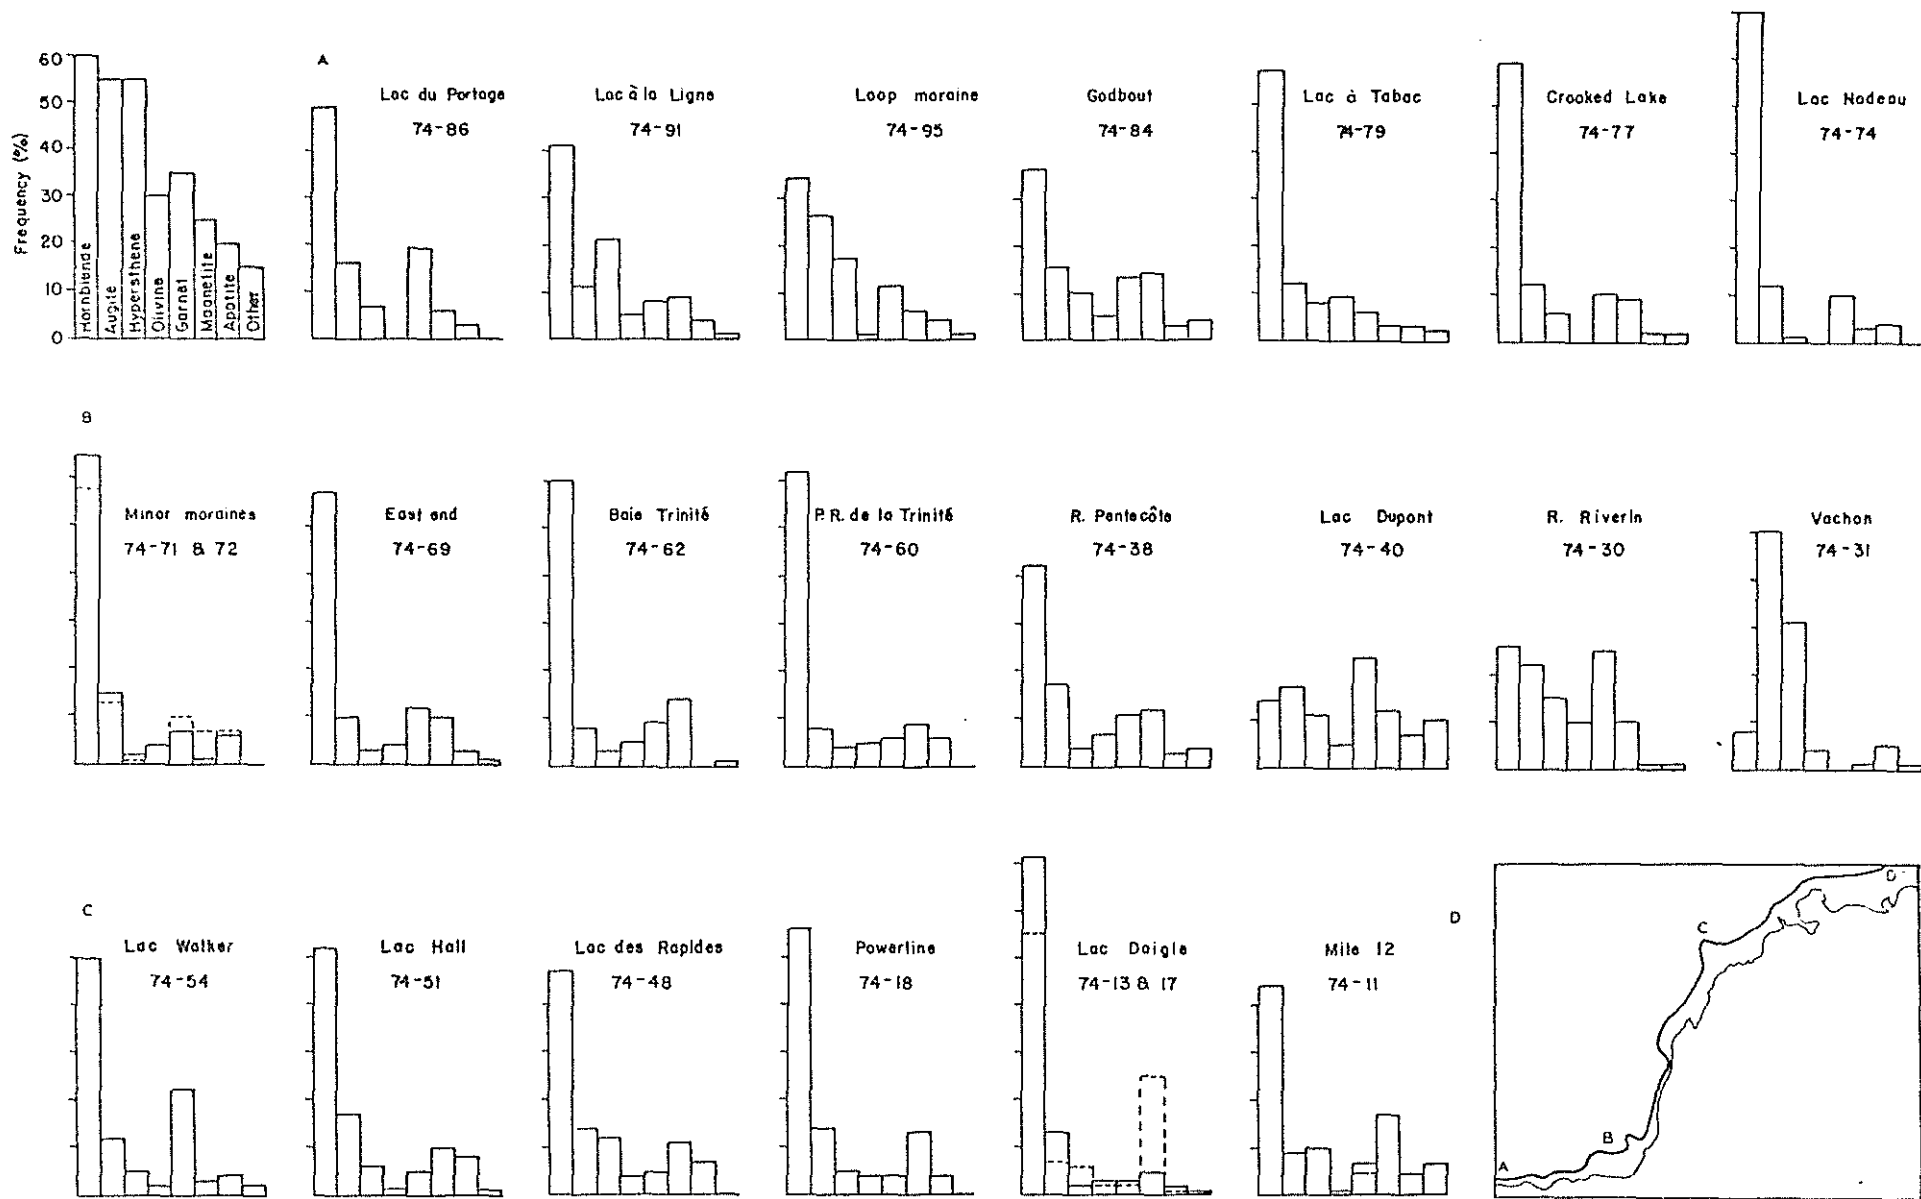 60
50
40
30
20
10
0
Frequency (%)
Hornblende
Augite
Hypersthene
Olivine
Garnet
Magnetite
Apatite
Other
A
Lac du Portage
74-86
Lac à la Ligne
74-91
Loop moraine
74-95
Godbout
74-84
Lac à Tabac
74-79
Crooked Lake
74-77
Lac Nadeau
74-74
B
Minor moraines
74-71 & 72
East end
74-69
Baie Trinité
74-62
P.R. de la Trinité
74-60
R. Pentecôte
74-38
Lac Dupont
74-40
R. Riverin
74-30
Vachon
74-31
C
Lac Walker
74-54
Lac Hall
74-51
Lac des Rapides
74-48
Powerline
74-18
Lac Daigle
74-13 & 17
Mile 12
74-11
D
D
C
B
A